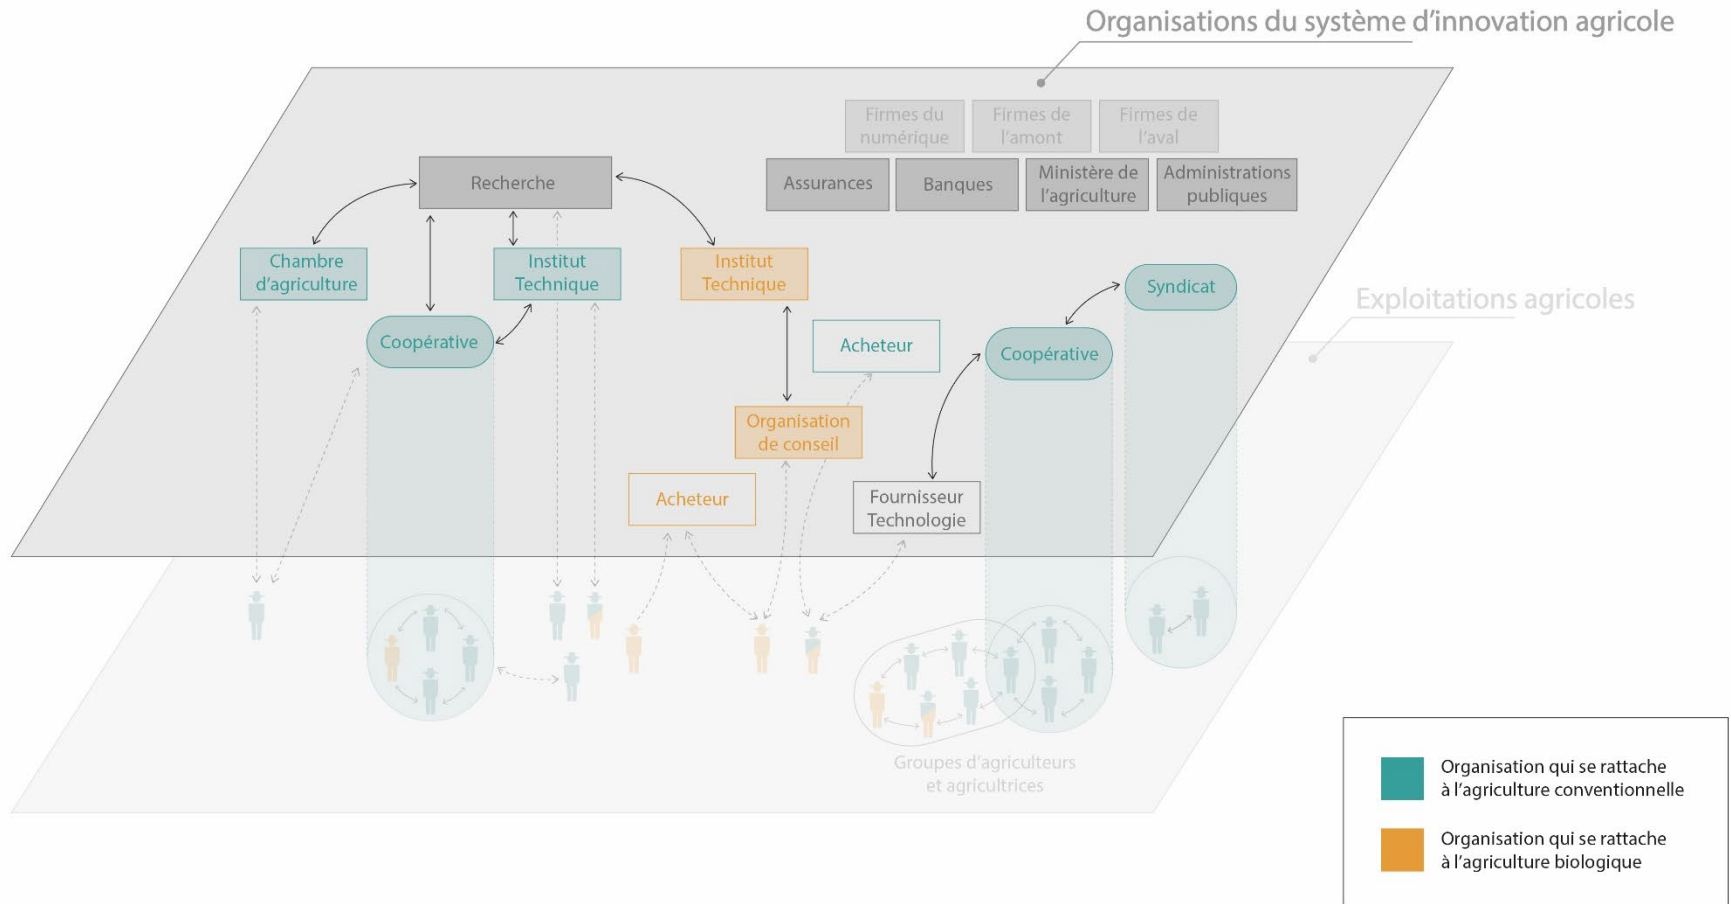 Organisations du système d'innovation agricole
Firmes du
numérique
Firmes de
l'amont
Firmes de
l'aval
Recherche
Assurances
Banques
Ministère de
l'agriculture
Administrations
publiques
Chambre
d'agriculture
Institut
Technique
Institut
Technique
Syndicat
Exploitations agricoles
Coopérative
Acheteur
Coopérative
Organisation
de conseil
Acheteur
Fournisseur
Technologie
Groupes d'agriculteurs
et agricultrices
Organisation qui se rattache
à l'agriculture conventionnelle
Organisation qui se rattache
à l'agriculture biologique